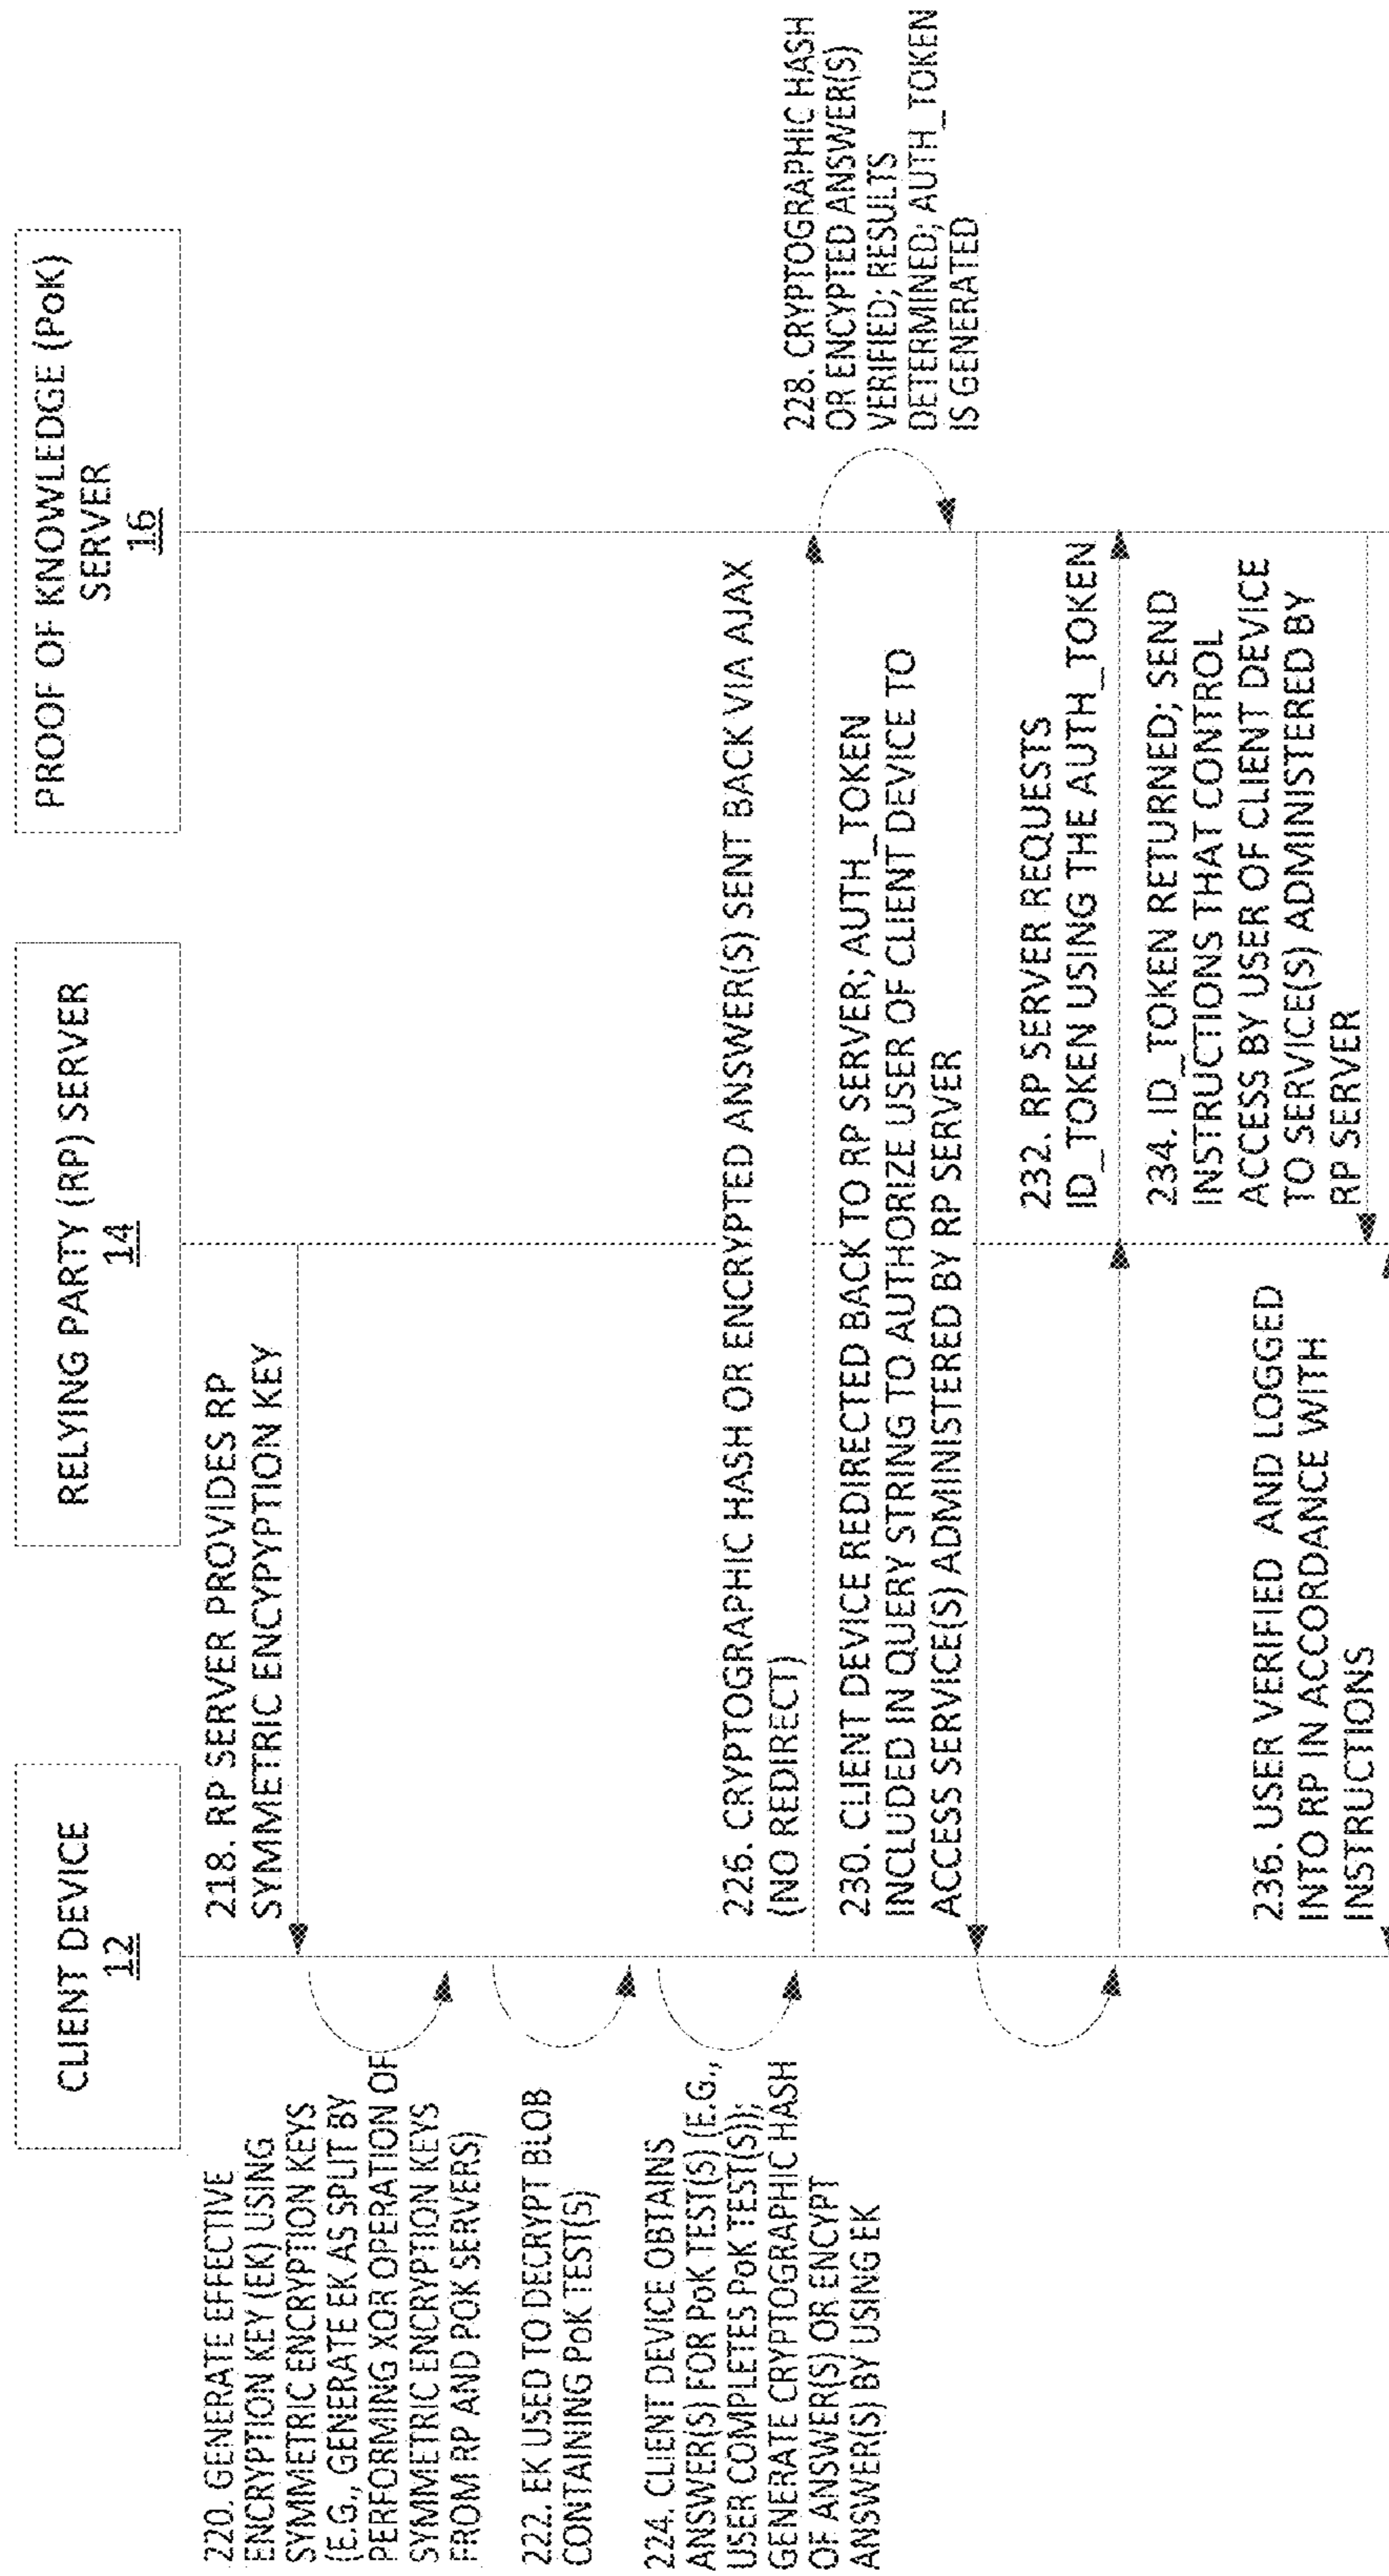 CLIENT DEVICE
12
RELYING PARTY (RP) SERVER
14
PROOF OF KNOWLEDGE (PoK)
SERVER
16
218. RP SERVER PROVIDES RP
SYMMETRIC ENCYPYPTION KEY
220. GENERATE EFFECTIVE
ENCRYPTION KEY (EK) USING
SYMMETRIC ENCRYPTION KEYS
(E.G., GENERATE EK AS SPLIT BY
PERFORMING XOR OPERATION OF
SYMMETRIC ENCRYPTION KEYS
FROM RP AND POK SERVERS)
222. EK USED TO DECRYPT BLOB
CONTAINING PoK TEST(S)
224. CLIENT DEVICE OBTAINS
ANSWER(S) FOR PoK TEST(S) (E.G.,
USER COMPLETES PoK TEST(S));
GENERATE CRYPTOGRAPHIC HASH
OF ANSWER(S) OR ENCYPT
ANSWER(S) BY USING EK
226. CRYPTOGRAPHIC HASH OR ENCRYPTED ANSWER(S) SENT BACK VIA AJAX
(NO REDIRECT)
228. CRYPTOGRAPHIC HASH
OR ENCYPTED ANSWER(S)
VERIFIED; RESULTS
DETERMINED; AUTH_TOKEN
IS GENERATED
230. CLIENT DEVICE REDIRECTED BACK TO RP SERVER; AUTH_TOKEN
INCLUDED IN QUERY STRING TO AUTHORIZE USER OF CLIENT DEVICE TO
ACCESS SERVICE(S) ADMINISTERED BY RP SERVER
232. RP SERVER REQUESTS
ID_TOKEN USING THE AUTH_TOKEN
234. ID_TOKEN RETURNED; SEND
INSTRUCTIONS THAT CONTROL
ACCESS BY USER OF CLIENT DEVICE
TO SERVICE(S) ADMINISTERED BY
RP SERVER
236. USER VERIFIED AND LOGGED
INTO RP IN ACCORDANCE WITH
INSTRUCTIONS